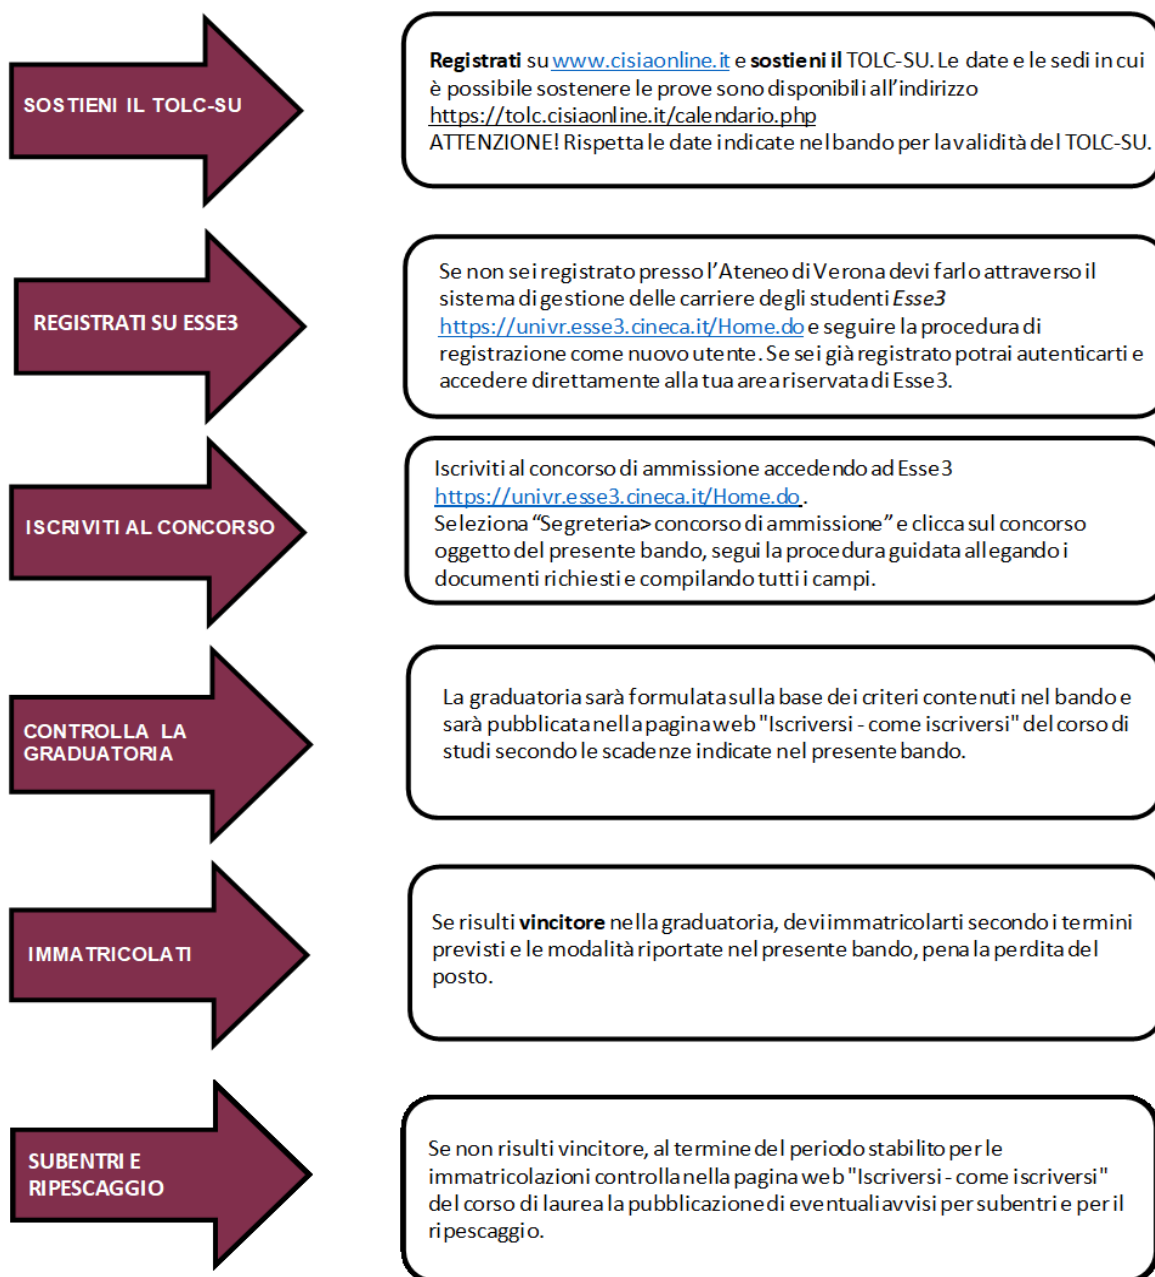 SOSTIENI IL TOLC-SU
Registrati su www.cisiaonline.it e sostieni il TOLC-SU. Le date e le sedi in cui
è possibile sostenere le prove sono disponibili all'indirizzo
https://tolc.cisiaonline.it/calendario.php
ATTENZIONE! Rispetta le date indicate nel bando per la validità del TOLC-SU.
REGISTRATI SU ESSE3
Se non sei registrato presso l'Ateneo di Verona devi farlo attraverso il
sistema di gestione delle carriere degli studenti Esse3
https://univr.esse3.cineca.it/Home.do e seguire la procedura di
registrazione come nuovo utente. Se sei già registrato potrai autenticarti e
accedere direttamente alla tua area riservata di Esse3.
ISCRIVITI AL CONCORSO
Iscriviti al concorso di ammissione accedendo ad Esse3
https://univr.esse3.cineca.it/Home.do .
Seleziona "Segreteria> concorso di ammissione" e clicca sul concorso
oggetto del presente bando, segui la procedura guidata allegando i
documenti richiesti e compilando tutti i campi.
CONTROLLA LA
GRADUATORIA
La graduatoria sarà formulata sulla base dei criteri contenuti nel bando e
sarà pubblicata nella pagina web "Iscriversi - come iscriversi" del corso di
studi secondo le scadenze indicate nel presente bando.
IMMATRICOLATI
Se risulti vincitore nella graduatoria, devi immatricolarti secondo i termini
previsti e le modalità riportate nel presente bando, pena la perdita del
posto.
SUBENTRI E
RIPESCAGGIO
Se non risulti vincitore, al termine del periodo stabilito per le
immatricolazioni controlla nella pagina web "Iscriversi - come iscriversi"
del corso di laurea la pubblicazione di eventuali avvisi per subentri e per il
ripescaggio.